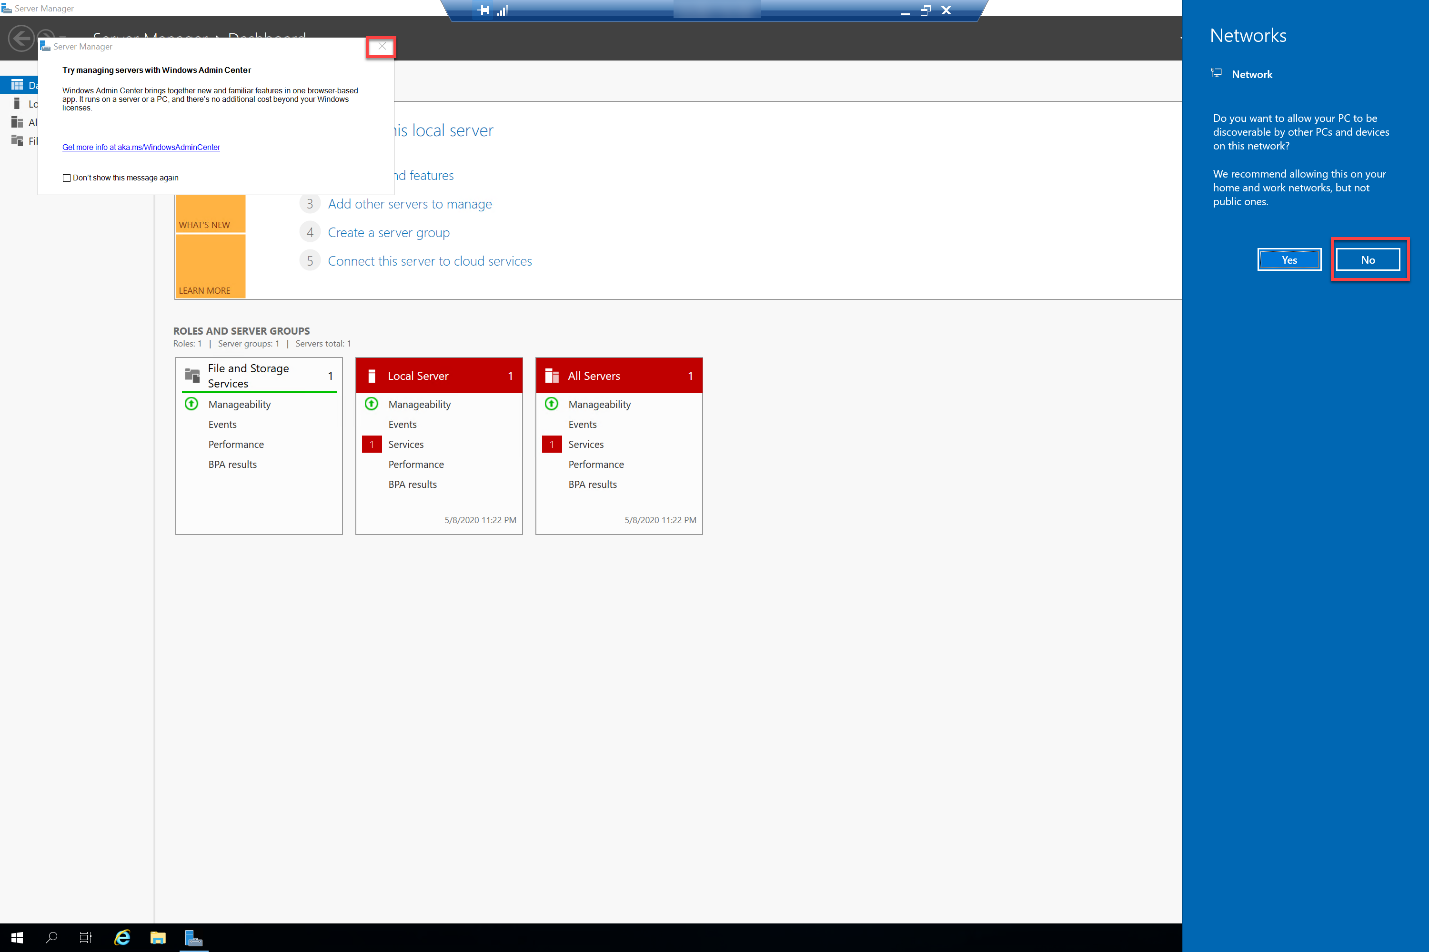 Server Manager
Server Manager
Try managing servers with Windows Admin Center
Windows Admin Center brings together new and familiar features in one browser-based
app. It runs on a server or a PC, and there's no additional cost beyond your Windows
licenses.
Get more info at aka.ms/WindowsAdminCenter
Don't show this message again
Da
Lo
Al
Fil
is local server
nd features
3 Add other servers to manage
4 Create a server group
5 Connect this server to cloud services
WHAT'S NEW
LEARN MORE
ROLES AND SERVER GROUPS
Roles: 1 | Server groups: 1 | Servers total: 1
File and Storage
Services
1
Manageability
Events
Performance
BPA results
Local Server 1
Manageability
Events
1 Services
Performance
BPA results
5/8/2020 11:22 PM
All Servers 1
Manageability
Events
1 Services
Performance
BPA results
5/8/2020 11:22 PM
Networks
Network
Do you want to allow your PC to be
discoverable by other PCs and devices
on this network?
We recommend allowing this on your
home and work networks, but not
public ones.
Yes
No